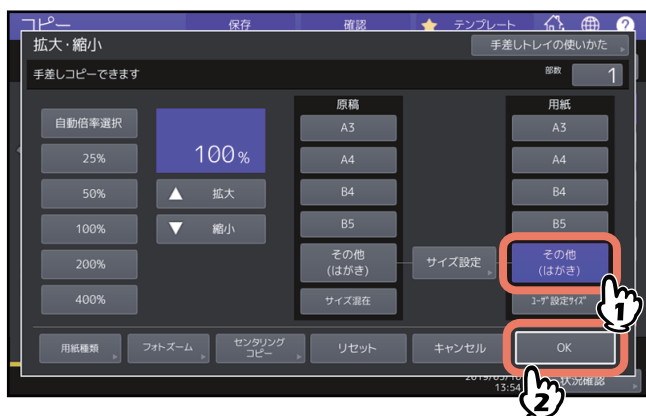 コピー 保存 確認 テンプレート ?
拡大・縮小 手差しトレイの使いかた
手差しコピーできます 部数 1
原稿 用紙
自動倍率選択 100% A3 A3
25% A4 A4
50% 拡大 B4 B4
100% 縮小 B5 B5
200% その他 サイズ設定 その他
(はがき) (はがき)
400% サイズ混在 ﾕｰｻﾞ設定ｻｲｽﾞ
1
用紙種類 フォトズーム センタリング リセット キャンセル OK
コピー
13:54 状況確認
2